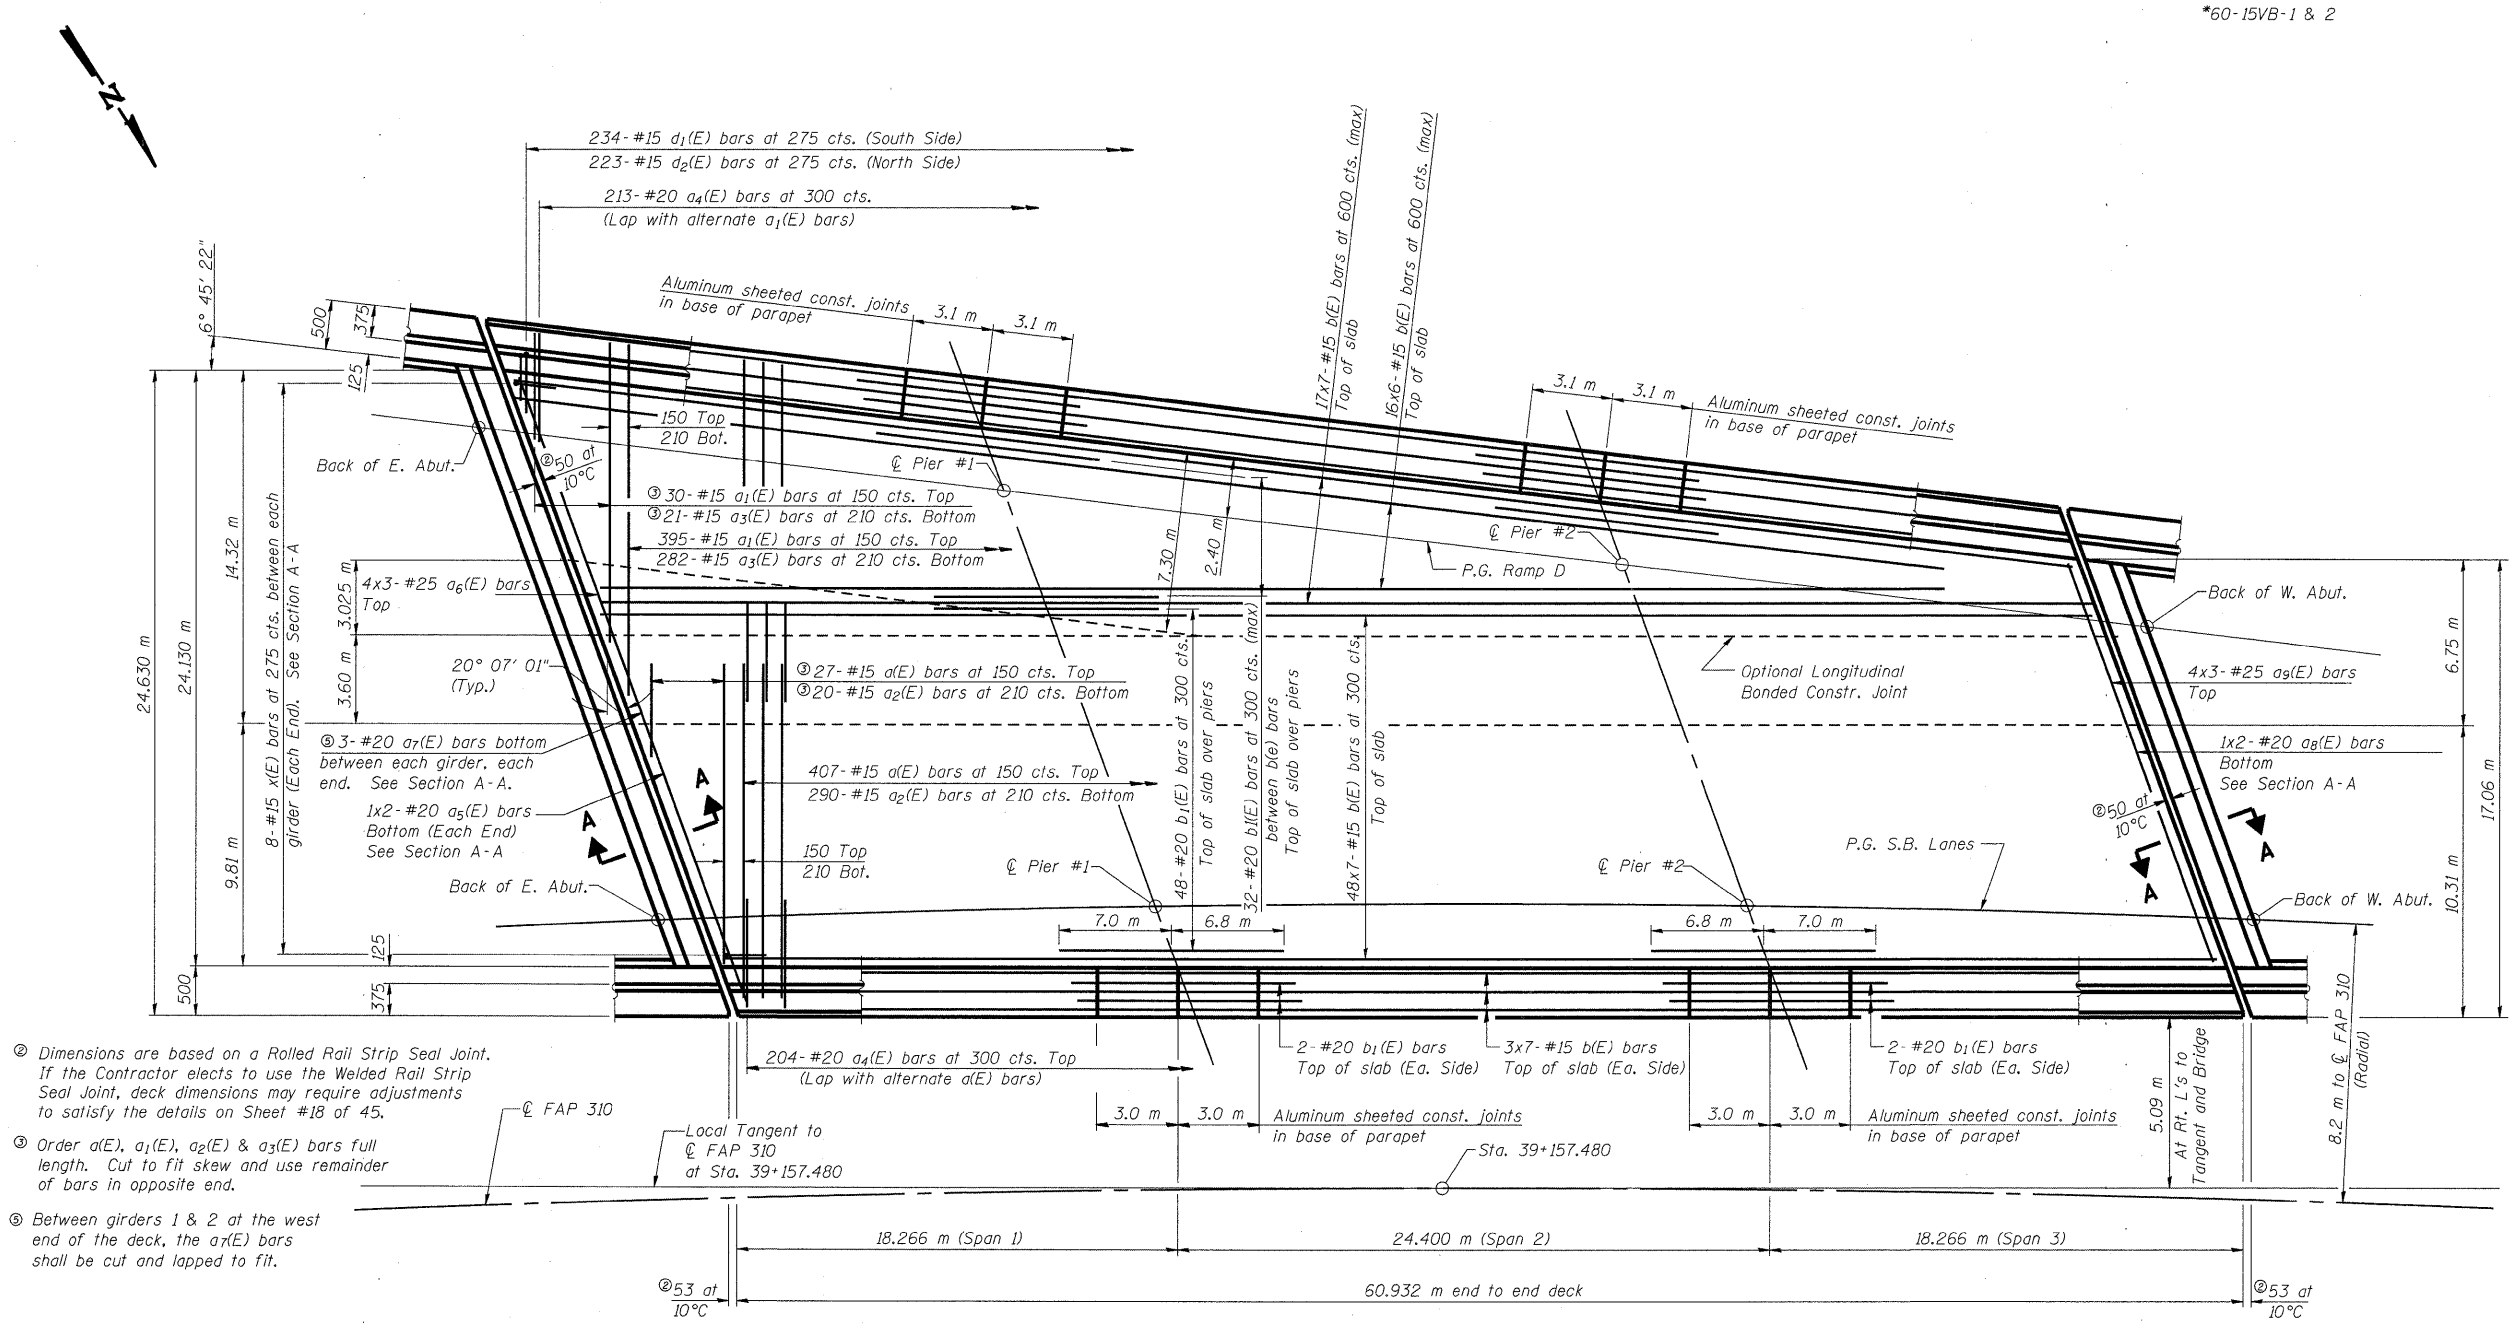 *60-15VB-1 & 2
N
234-#15 d1(E) bars at 275 cts. (South Side)
223-#15 d2(E) bars at 275 cts. (North Side)
213-#20 a4(E) bars at 300 cts.
(Lap with alternate a1(E) bars)
6° 45' 22"
500
375
125
Aluminum sheeted const. joints
in base of parapet
3.1 m
3.1 m
17x7-#15 b(E) bars at 600 cts. (max)
Top of slab
16x6-#15 b(E) bars at 600 cts. (max)
Top of slab
3.1 m
3.1 m
Aluminum sheeted const. joints
in base of parapet
150 Top
210 Bot.
Back of E. Abut.
② 50 at
10°C
℄ Pier #1
③ 30-#15 a1(E) bars at 150 cts. Top
③ 21-#15 a3(E) bars at 210 cts. Bottom
395-#15 a1(E) bars at 150 cts. Top
282-#15 a3(E) bars at 210 cts. Bottom
7.30 m
2.40 m
℄ Pier #2
P.G. Ramp D
24.630 m
24.130 m
14.32 m
9.81 m
8-#15 x(E) bars at 275 cts. between each
girder (Each End). See Section A-A
3.025 m
3.60 m
4x3-#25 a6(E) bars
Top
20° 07' 01"
(Typ.)
③ 27-#15 a(E) bars at 150 cts. Top
③ 20-#15 a2(E) bars at 210 cts. Bottom
⑤ 3-#20 a7(E) bars bottom
between each girder, each
end. See Section A-A.
1x2-#20 a5(E) bars
Bottom (Each End)
See Section A-A
A
A
407-#15 a(E) bars at 150 cts. Top
290-#15 a2(E) bars at 210 cts. Bottom
150 Top
210 Bot.
Back of E. Abut.
℄ Pier #1
48-#20 b1(E) bars at 300 cts.
Top of slab over piers
32-#20 b1(E) bars at 300 cts. (max)
between b(e) bars
Top of slab over piers
48x7-#15 b(E) bars at 300 cts.
Top of slab
Optional Longitudinal
Bonded Constr. Joint
Back of W. Abut.
4x3-#25 a9(E) bars
Top
1x2-#20 a8(E) bars
Bottom
See Section A-A
② 50 at
10°C
A
A
6.75 m
10.31 m
17.06 m
℄ Pier #2
P.G. S.B. Lanes
Back of W. Abut.
7.0 m
6.8 m
6.8 m
7.0 m
125
500
375
2-#20 b1(E) bars
Top of slab (Ea. Side)
3x7-#15 b(E) bars
Top of slab (Ea. Side)
2-#20 b1(E) bars
Top of slab (Ea. Side)
204-#20 a4(E) bars at 300 cts. Top
(Lap with alternate a(E) bars)
3.0 m
3.0 m
Aluminum sheeted const. joints
in base of parapet
3.0 m
3.0 m
Aluminum sheeted const. joints
in base of parapet
5.09 m
At Rt. L's to
Tangent and Bridge
8.2 m to ℄ FAP 310
(Radial)
② Dimensions are based on a Rolled Rail Strip Seal Joint.
If the Contractor elects to use the Welded Rail Strip
Seal Joint, deck dimensions may require adjustments
to satisfy the details on Sheet #18 of 45.
③ Order a(E), a1(E), a2(E) & a3(E) bars full
length. Cut to fit skew and use remainder
of bars in opposite end.
⑤ Between girders 1 & 2 at the west
end of the deck, the a7(E) bars
shall be cut and lapped to fit.
℄ FAP 310
Local Tangent to
℄ FAP 310
at Sta. 39+157.480
Sta. 39+157.480
18.266 m (Span 1)
24.400 m (Span 2)
18.266 m (Span 3)
② 53 at
10°C
60.932 m end to end deck
② 53 at
10°C